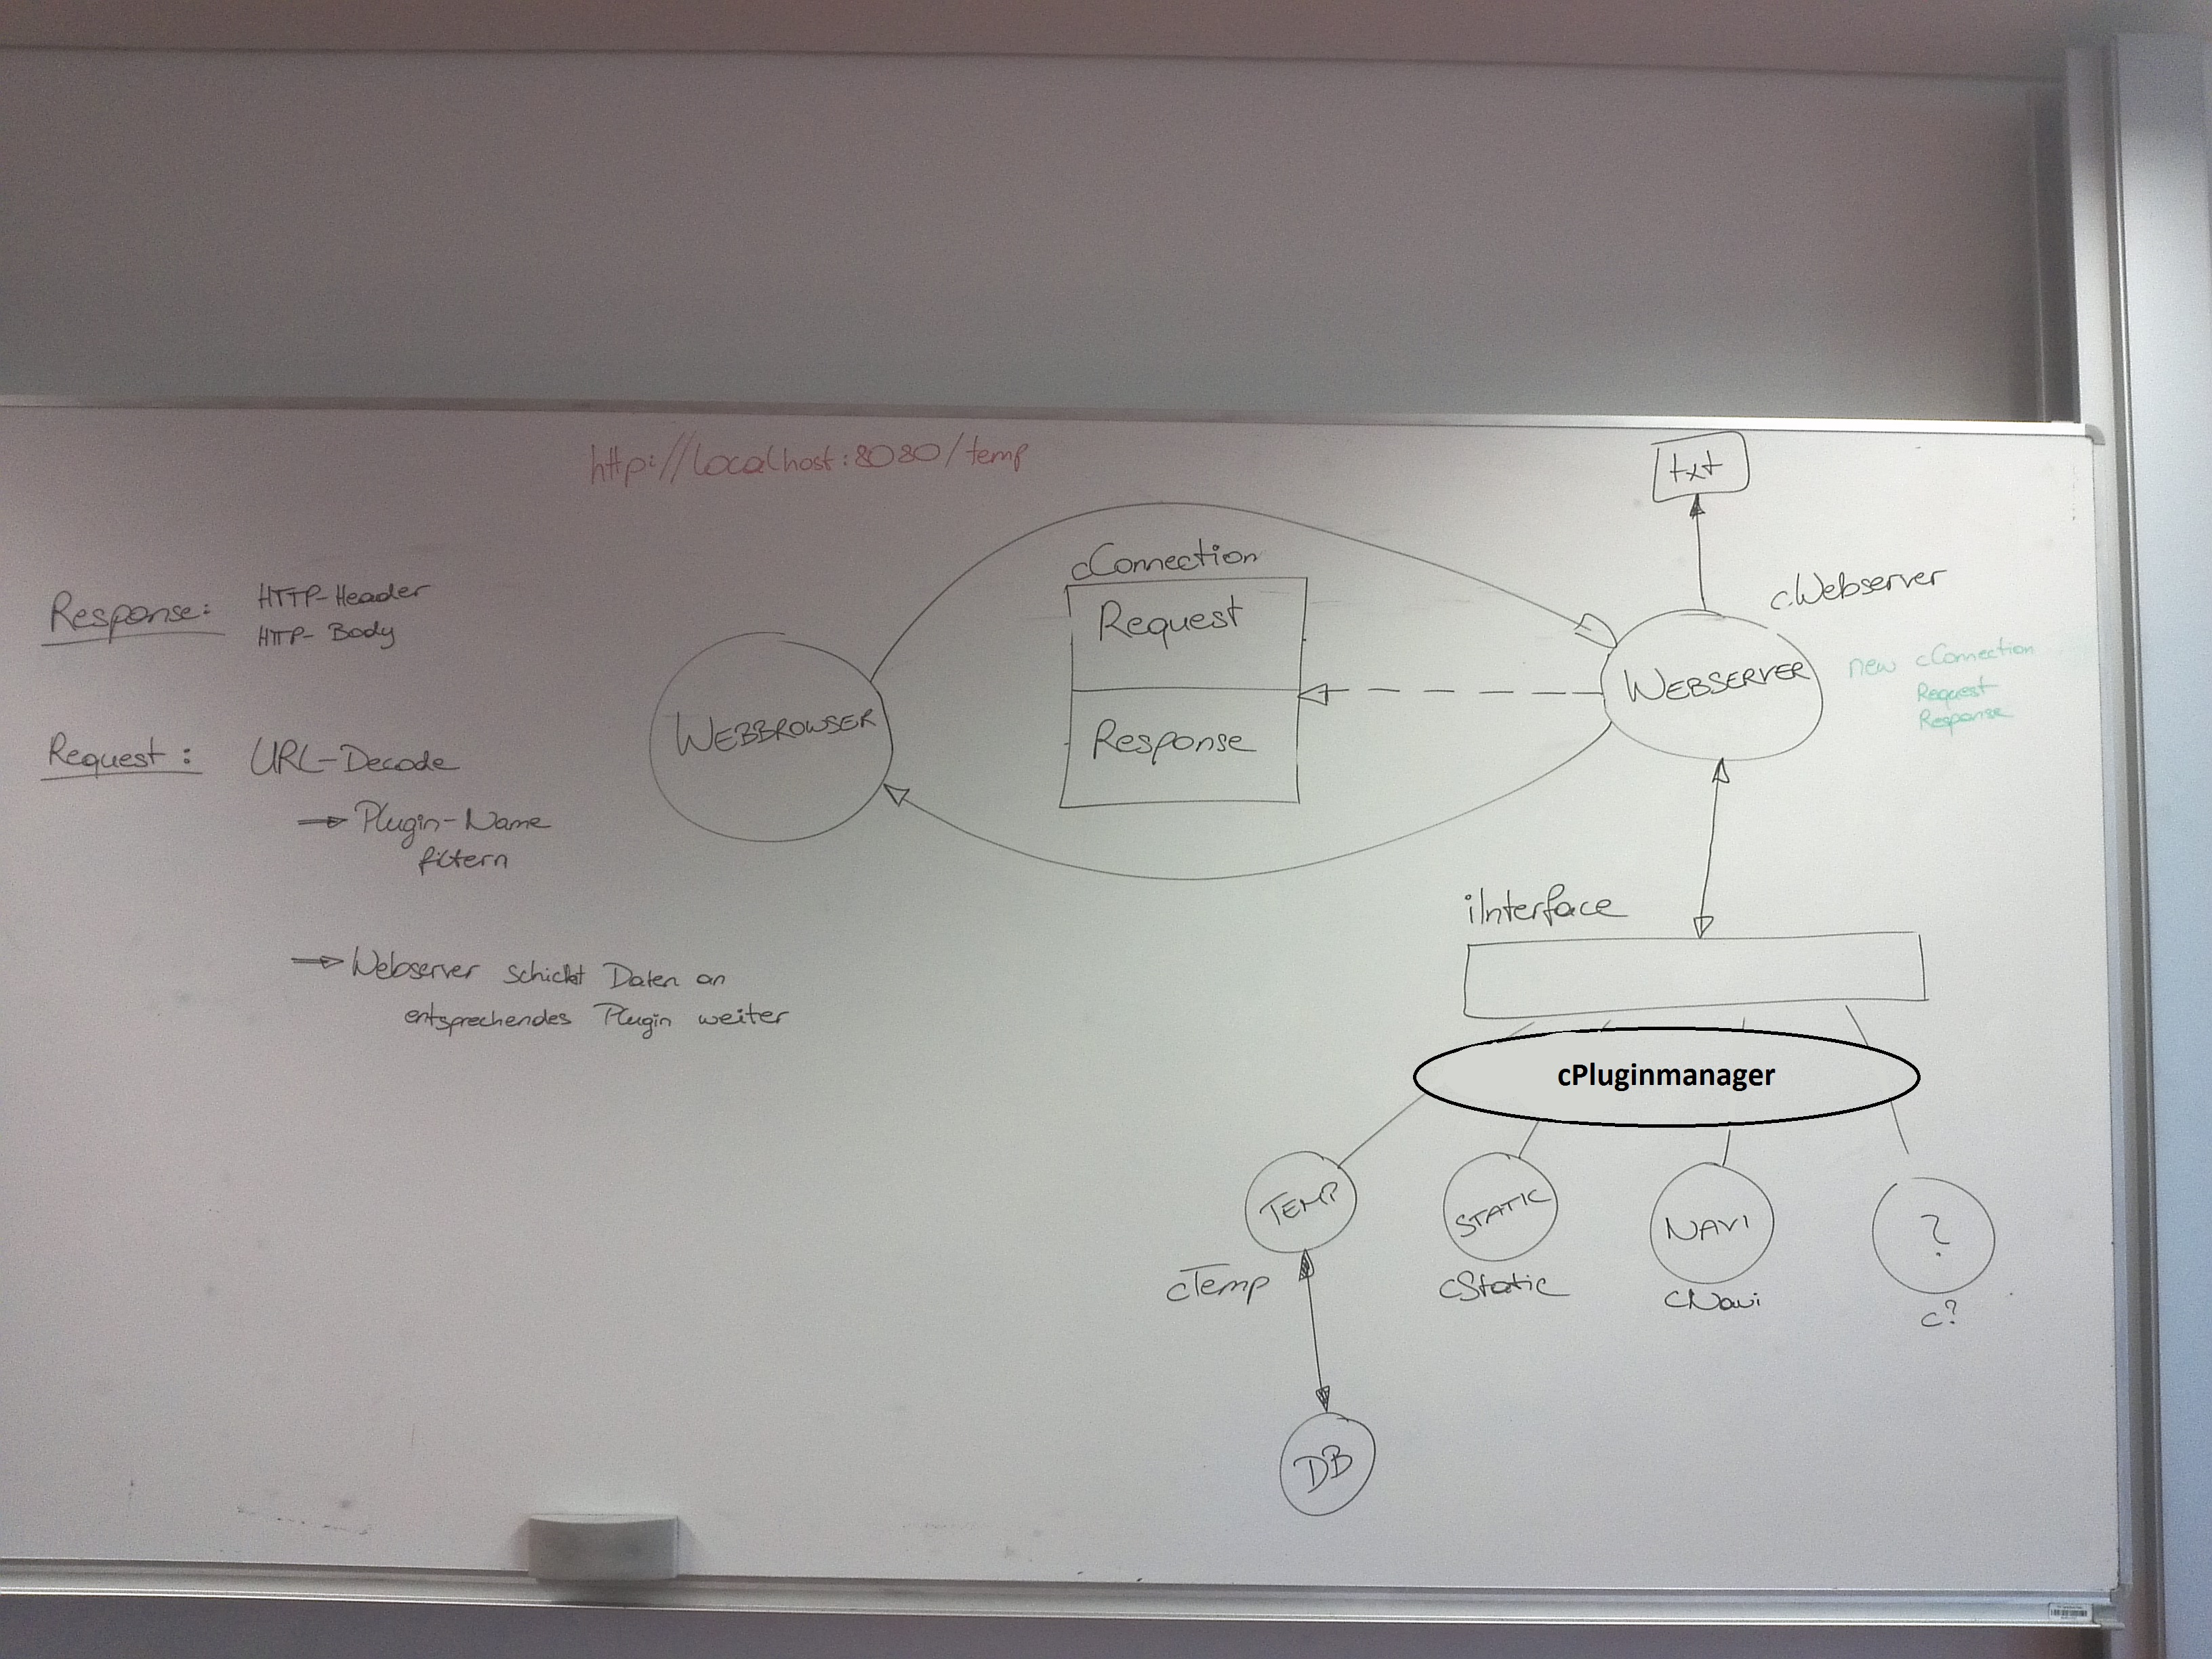 http://localhost:8080/temp
txt
cConnection
Request
Response
cWebserver
WEBSERVER
new cConnection
Request
Response
WEBBROWSER
Response:
HTTP-Header
HTTP-Body
Request:
URL-Decode
→ Plugin-Name
filtern
→ Webserver schickt Daten an
entsprechendes Plugin weiter
iInterface
cPluginmanager
TEMP
STATIC
NAVI
?
cTemp
cStatic
cNavi
c?
DB